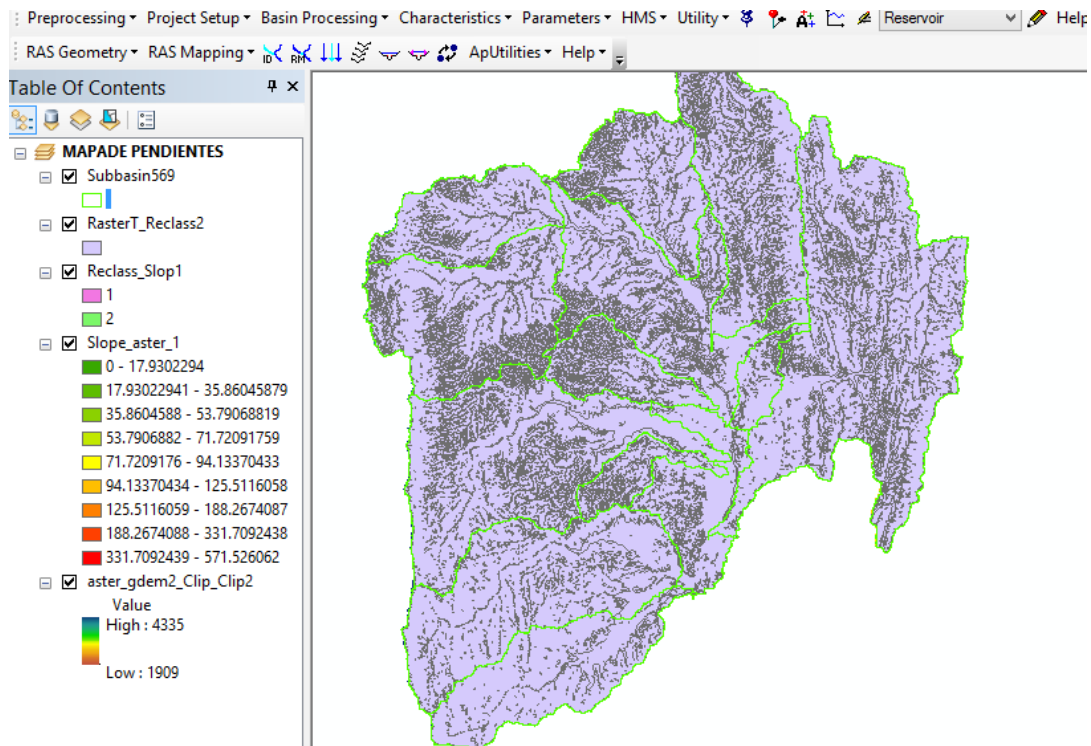 Preprocessing Project Setup Basin Processing Characteristics Parameters HMS Utility Reservoir Help
RAS Geometry RAS Mapping ID RM ApUtilities Help
Table Of Contents
MAPADE PENDIENTES
Subbasin569
RasterT_Reclass2
Reclass_Slop1
1
2
Slope_aster_1
0 - 17.9302294
17.93022941 - 35.86045879
35.8604588 - 53.79068819
53.7906882 - 71.72091759
71.7209176 - 94.13370433
94.13370434 - 125.5116058
125.5116059 - 188.2674087
188.2674088 - 331.7092438
331.7092439 - 571.526062
aster_gdem2_Clip_Clip2
Value
High : 4335
Low : 1909